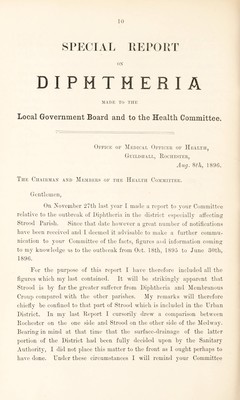 10
SPECIAL REPORT
ON
DIPHTHERIA
MADE TO THE
Local Government Board and to the Health Committee.
Office of Medical Officer of Health,
Guildhall, Rochester,
Aug. 8th, 1896.
The Chairman and Members of the Health Committee.
Gentlemen,
On November 27th last year I made a report to your Committee
relative to the outbreak of Diphtheria in the district especially affecting
Strood Parish. Since that date however a great number of notifications
have been received and I deemed it advisable to make a further commu-
nication to your Committee of the facts, figures and information coming
to my knowledge as to the outbreak from Oct. 18th, 1895 to June 30th,
1896.
For the purpose of this report I have therefore included all the
figures which my last contained. It will be strikingly apparent that
Strood is by far the greater sufferer from Diphtheria and Membranous
Croup compared with the other parishes. My remarks will therefore
chiefly be confined to that part of Strood which is included in the Urban
District. In my last Report I cursorily drew a comparison between
Rochester on the one side and Strood on the other side of the Medway.
Bearing in mind at that time that the surface-drainage of the latter
portion of the District had been fully decided upon by the Sanitary
Authority, I did not place this matter to the front as I ought perhaps to
have done. Under these circumstances I will remind your Committee